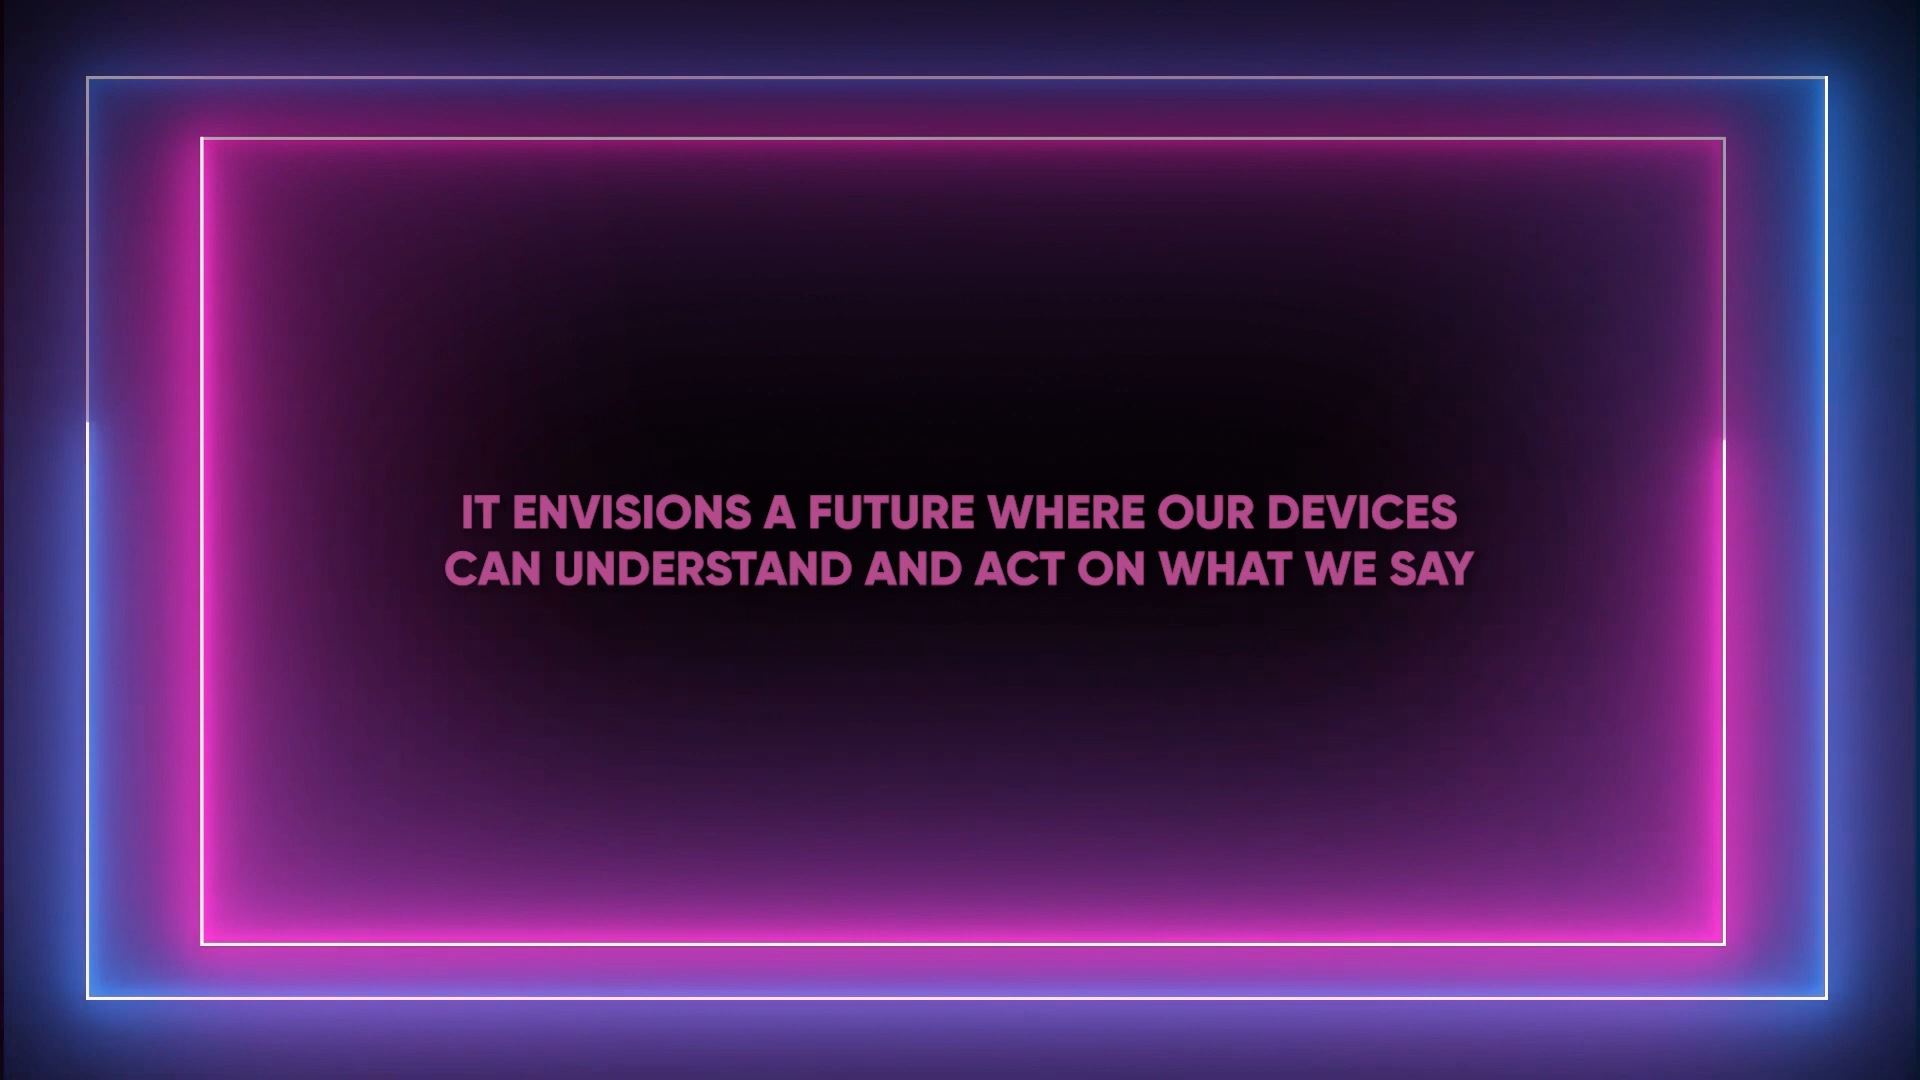 IT ENVISIONS A FUTURE WHERE OUR DEVICES
CAN UNDERSTAND AND ACT ON WHAT WE SAY